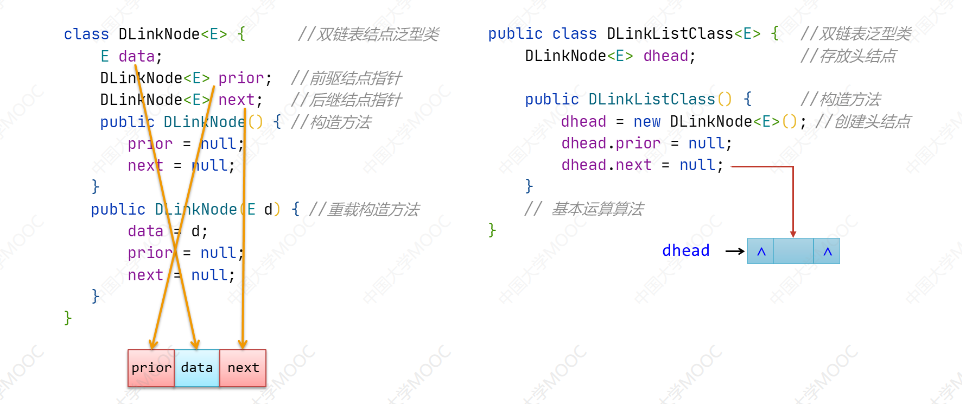 class DLinkNode<E> { //双链表结点泛型类
E data;
DLinkNode<E> prior; //前驱结点指针
DLinkNode<E> next; //后继结点指针
public DLinkNode() { //构造方法
prior = null;
next = null;
}
public DLinkNode(E d) { //重载构造方法
data = d;
prior = null;
next = null;
}
}
prior data next
public class DLinkListClass<E> { //双链表泛型类
DLinkNode<E> dhead; //存放头结点
public DLinkListClass() { //构造方法
dhead = new DLinkNode<E>(); //创建头结点
dhead.prior = null;
dhead.next = null;
}
// 基本运算算法
}
dhead → ∧ ∧
中国大学MOOC